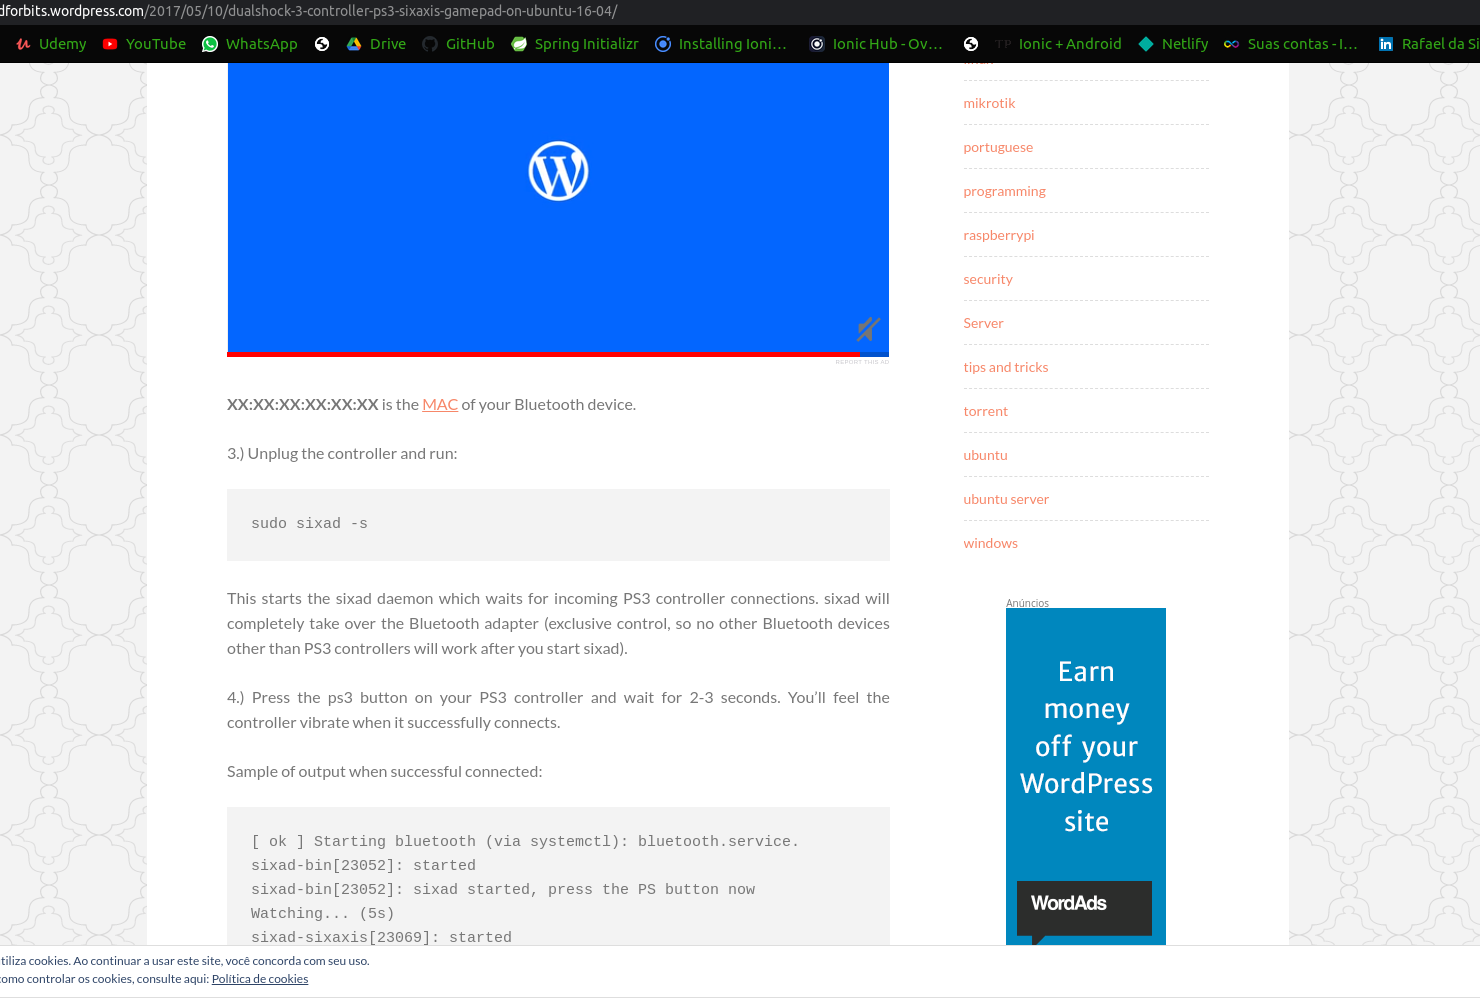 dforbits.wordpress.com/2017/05/10/dualshock-3-controller-ps3-sixaxis-gamepad-on-ubuntu-16-04/
Udemy YouTube WhatsApp Drive GitHub Spring Initializr Installing Ioni... Ionic Hub - Ov... TP Ionic + Android Netlify Suas contas - I... Rafael da Si
REPORT THIS AD
XX:XX:XX:XX:XX:XX is the MAC of your Bluetooth device.
3.) Unplug the controller and run:
sudo sixad -s
This starts the sixad daemon which waits for incoming PS3 controller connections. sixad will
completely take over the Bluetooth adapter (exclusive control, so no other Bluetooth devices
other than PS3 controllers will work after you start sixad).
4.) Press the ps3 button on your PS3 controller and wait for 2-3 seconds. You’ll feel the
controller vibrate when it successfully connects.
Sample of output when successful connected:
[ ok ] Starting bluetooth (via systemctl): bluetooth.service.
sixad-bin[23052]: started
sixad-bin[23052]: sixad started, press the PS button now
Watching... (5s)
sixad-sixaxis[23069]: started
mikrotik
portuguese
programming
raspberrypi
security
Server
tips and tricks
torrent
ubuntu
ubuntu server
windows
Anúncios
Earn
money
off your
WordPress
site
WordAds
tiliza cookies. Ao continuar a usar este site, você concorda com seu uso.
omo controlar os cookies, consulte aqui: Política de cookies